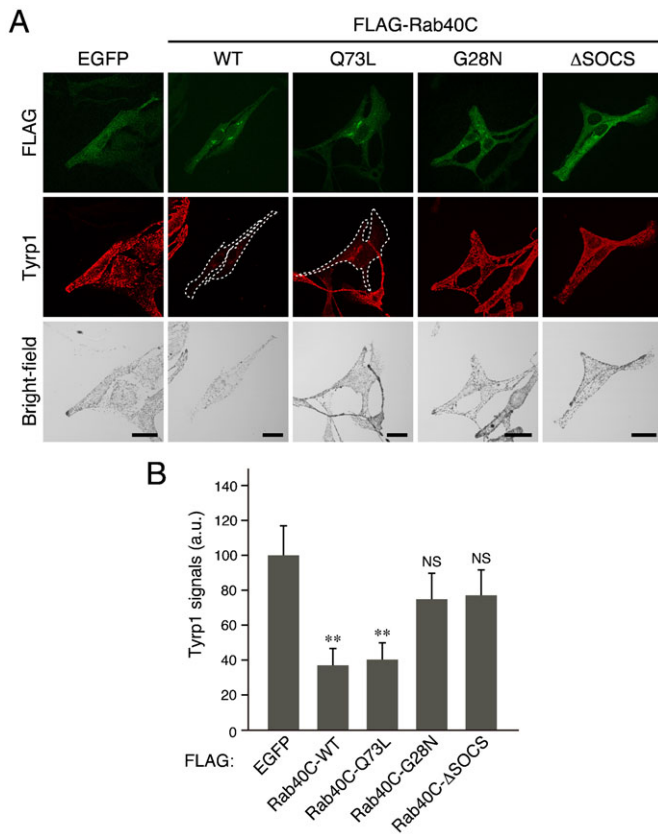 A
FLAG-Rab40C
EGFP WT Q73L G28N ΔSOCS
FLAG
Tyrp1
Bright-field
B
Tyrp1 signals (a.u.)
140
120
100
80
60
40
20
0
** ** NS NS
FLAG: EGFP Rab40C-WT Rab40C-Q73L Rab40C-G28N Rab40C-ΔSOCS